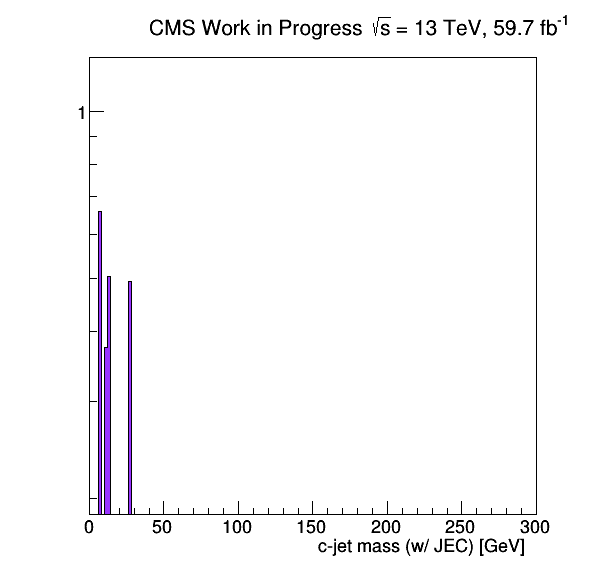 CMS Work in Progress √s = 13 TeV, 59.7 fb⁻¹
1
0 50 100 150 200 250 300
c-jet mass (w/ JEC) [GeV]